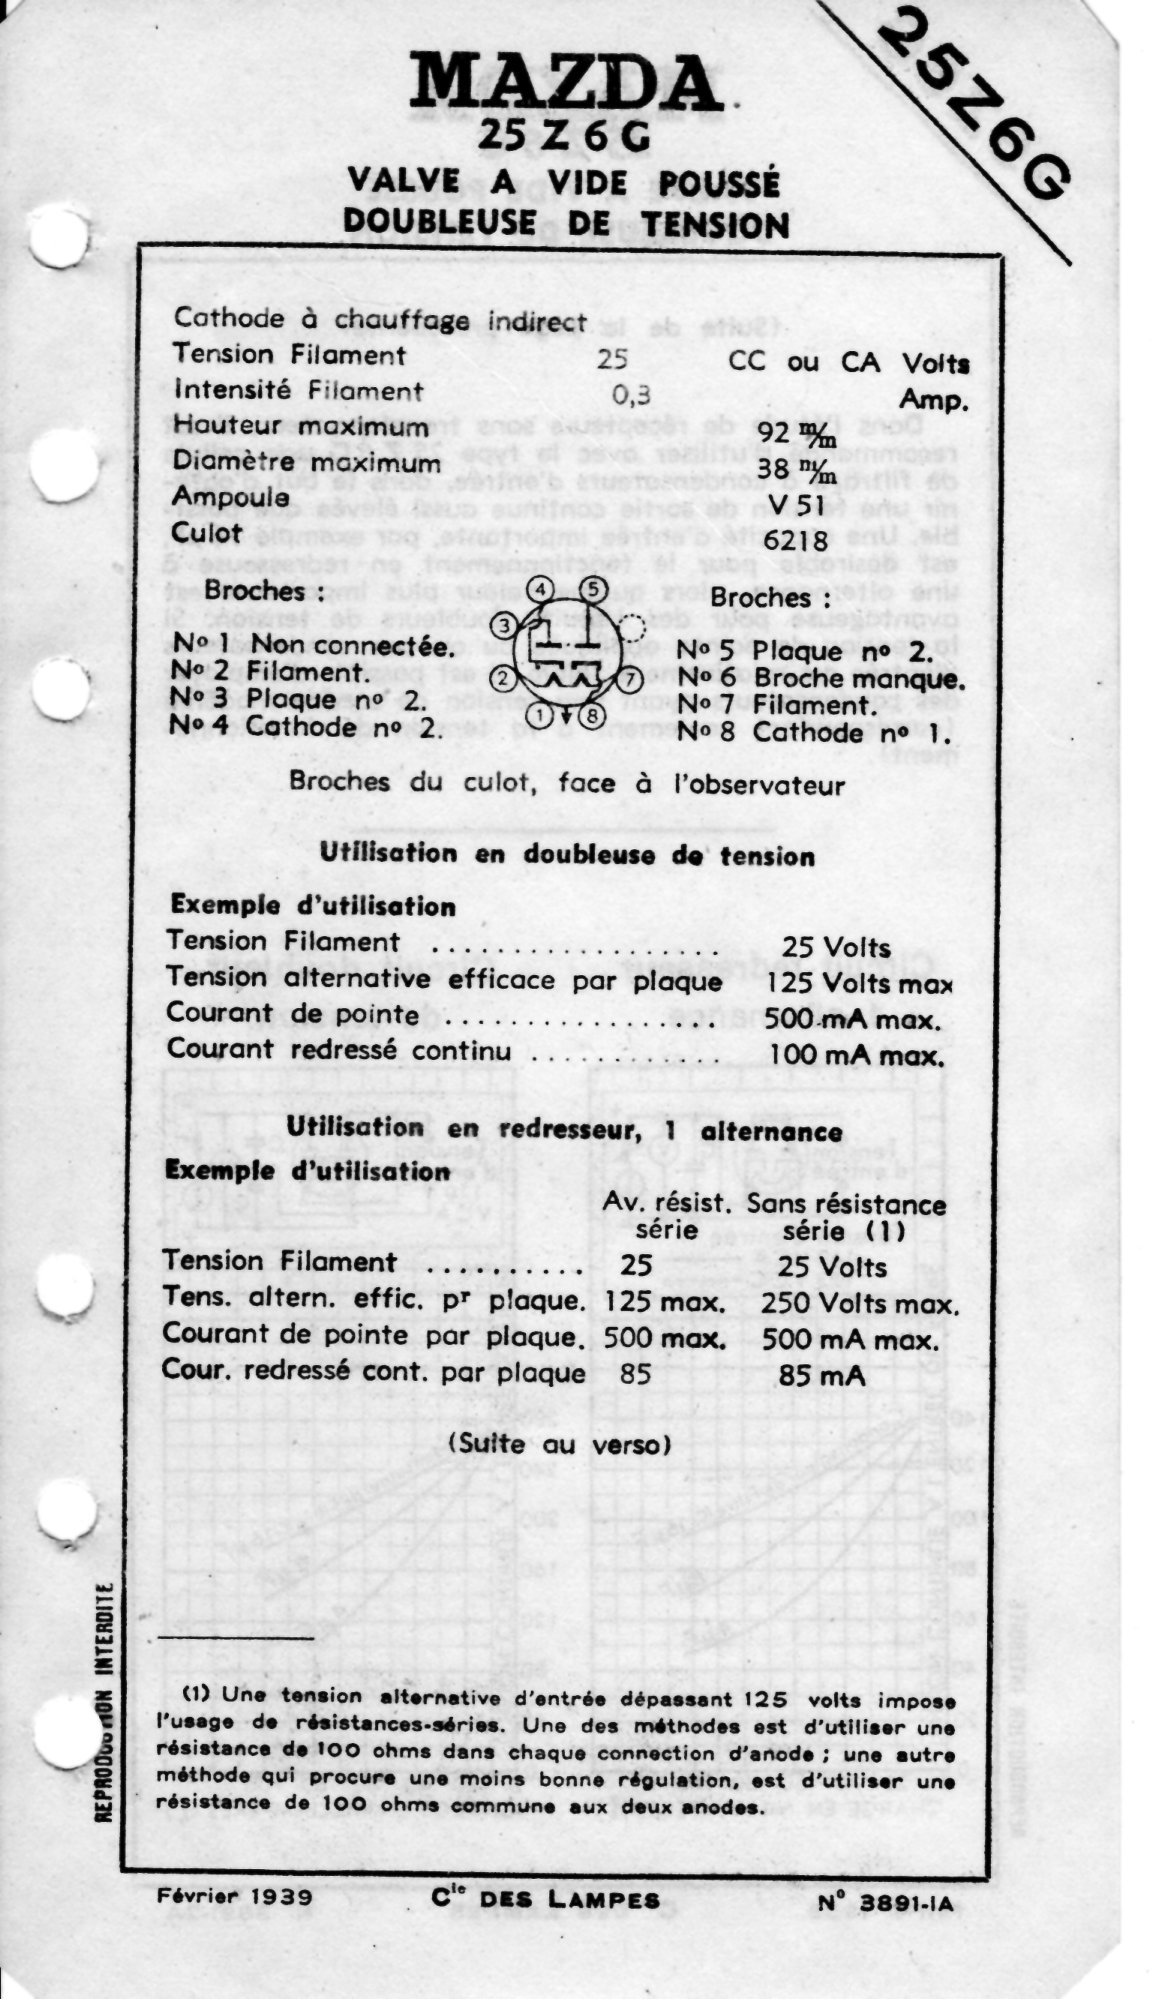 25Z6G
MAZDA
25 Z 6 G
VALVE A VIDE POUSSÉ
DOUBLEUSE DE TENSION
Cathode à chauffage indirect
Tension Filament 25 CC ou CA Volts
Intensité Filament 0,3 Amp.
Hauteur maximum 92 m/m
Diamètre maximum 38 m/m
Ampoule V 51
Culot 6218
Broches :
Nº 1 Non connectée.
Nº 2 Filament.
Nº 3 Plaque nº 2.
Nº 4 Cathode nº 2.
4 5
3
2 7
1 8
Broches :
Nº 5 Plaque nº 2.
Nº 6 Broche manque.
Nº 7 Filament.
Nº 8 Cathode nº 1.
Broches du culot, face à l'observateur
Utilisation en doubleuse de tension
Exemple d'utilisation
Tension Filament .................. 25 Volts
Tension alternative efficace par plaque 125 Volts max
Courant de pointe ................. 500 mA max.
Courant redressé continu ............ 100 mA max.
Utilisation en redresseur, 1 alternance
Exemple d'utilisation
Av. résist. Sans résistance
série série (1)
Tension Filament .......... 25 25 Volts
Tens. altern. effic. pr plaque. 125 max. 250 Volts max.
Courant de pointe par plaque. 500 max. 500 mA max.
Cour. redressé cont. par plaque 85 85 mA
(Suite au verso)
REPRODUCTION INTERDITE
(1) Une tension alternative d'entrée dépassant 125 volts impose
l'usage de résistances-séries. Une des méthodes est d'utiliser une
résistance de 100 ohms dans chaque connection d'anode ; une autre
méthode qui procure une moins bonne régulation, est d'utiliser une
résistance de 100 ohms commune aux deux anodes.
Février 1939 Cie DES LAMPES Nº 3891-IA